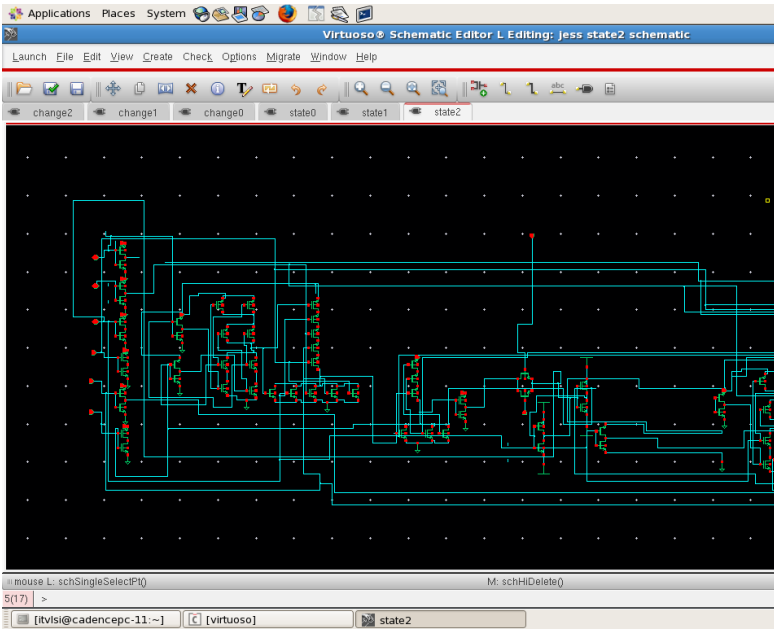 Applications Places System
Virtuoso® Schematic Editor L Editing: jess state2 schematic
Launch File Edit View Create Check Options Migrate Window Help
abc
change2 change1 change0 state0 state1 state2
mouse L: schSingleSelectPt() M: schHiDelete()
5(17) >
[itvlsi@cadencepc-11:~] [virtuoso] state2